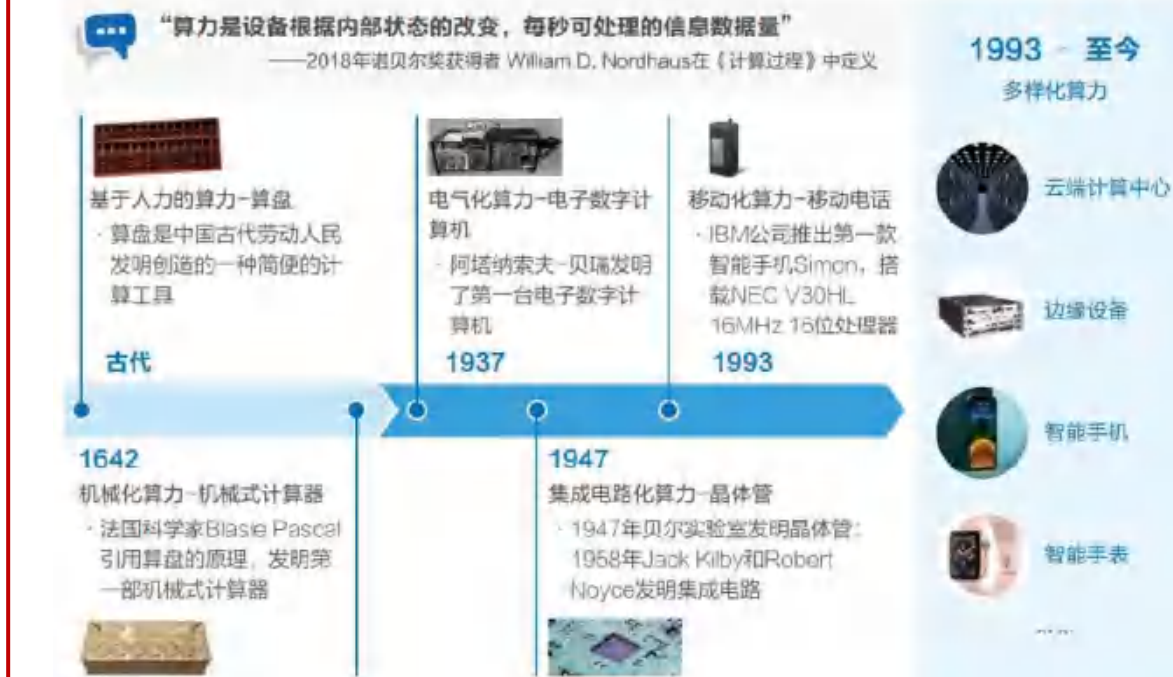 “算力是设备根据内部状态的改变，每秒可处理的信息数据量”
——2018年诺贝尔奖获得者 William D. Nordhaus在《计算过程》中定义
基于人力的算力-算盘
· 算盘是中国古代劳动人民
发明创造的一种简便的计
算工具
古代
电气化算力-电子数字计
算机
· 阿塔纳索夫-贝瑞发明
了第一台电子数字计
算机
1937
移动化算力-移动电话
· IBM公司推出第一款
智能手机Simon，搭
载NEC V30HL
16MHz 16位处理器
1993
1642
机械化算力-机械式计算器
· 法国科学家Blasie Pascal
引用算盘的原理，发明第
一部机械式计算器
1947
集成电路化算力-晶体管
· 1947年贝尔实验室发明晶体管；
1958年Jack Kilby和Robert
Noyce发明集成电路
1993 - 至今
多样化算力
云端计算中心
边缘设备
智能手机
智能手表
……